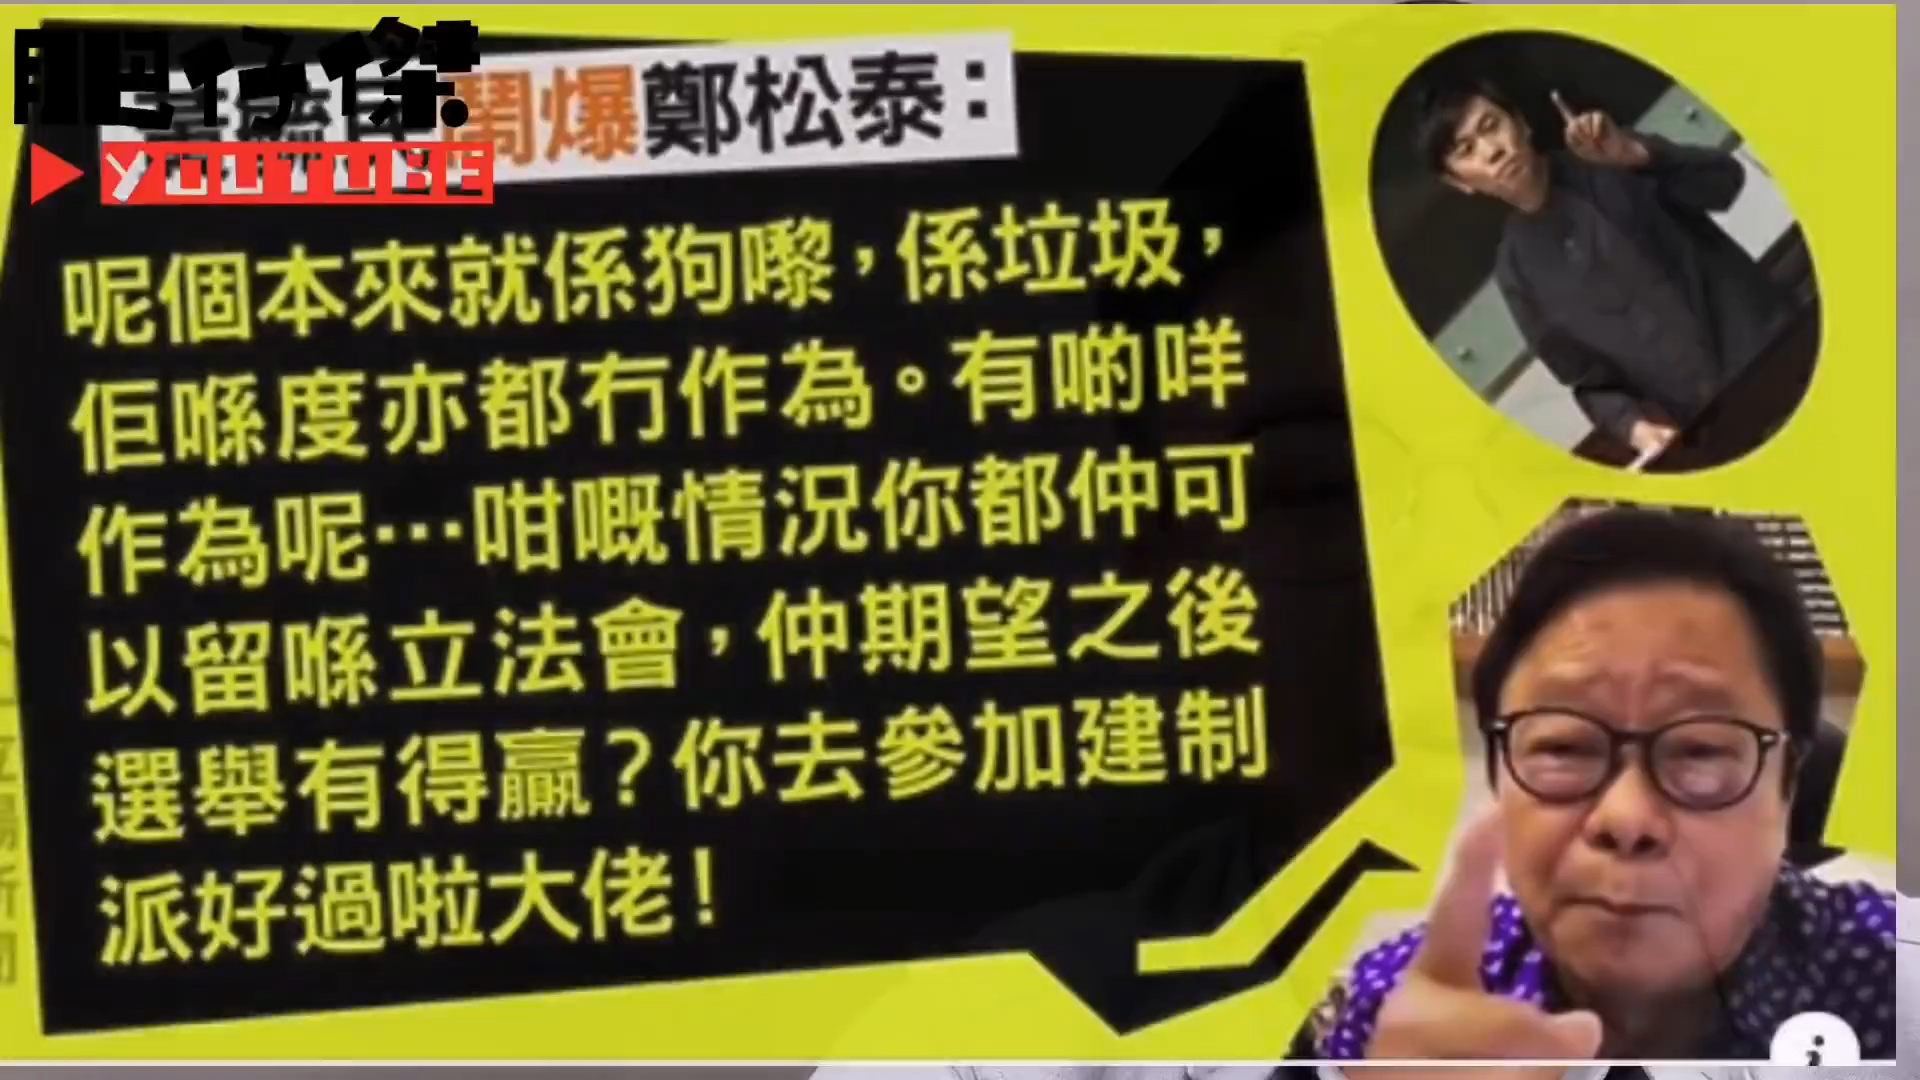 肥仔傑.
YOUTUBE
鬧爆鄭松泰：
呢個本來就係狗嚟，係垃圾，
佢喺度亦都冇作為。有啲咩
作為呢…咁嘅情況你都仲可
以留喺立法會，仲期望之後
選舉有得贏？你去參加建制
派好過啦大佬！
i